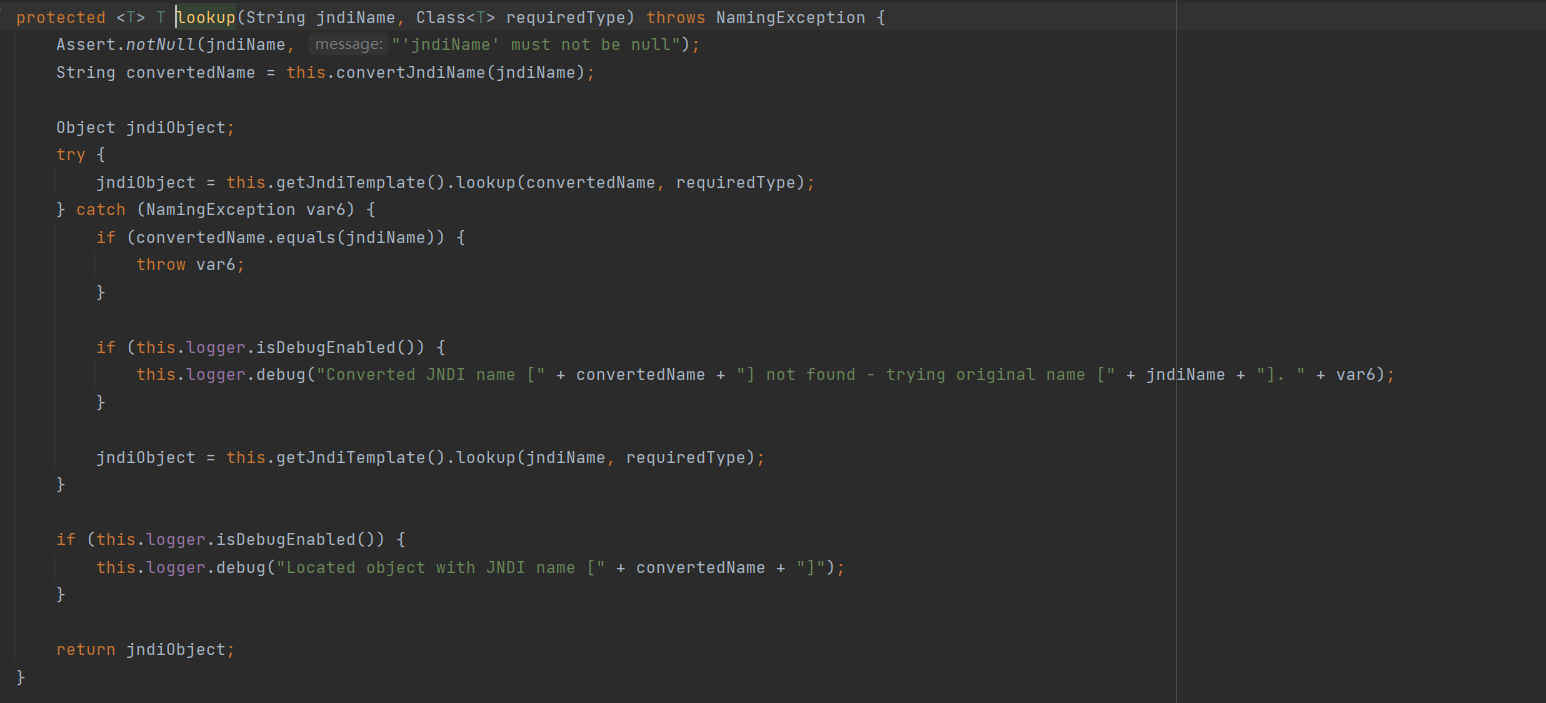 protected <T> T lookup(String jndiName, Class<T> requiredType) throws NamingException {
    Assert.notNull(jndiName, message: "'jndiName' must not be null");
    String convertedName = this.convertJndiName(jndiName);

    Object jndiObject;
    try {
        jndiObject = this.getJndiTemplate().lookup(convertedName, requiredType);
    } catch (NamingException var6) {
        if (convertedName.equals(jndiName)) {
            throw var6;
        }

        if (this.logger.isDebugEnabled()) {
            this.logger.debug("Converted JNDI name [" + convertedName + "] not found - trying original name [" + jndiName + "]. " + var6);
        }

        jndiObject = this.getJndiTemplate().lookup(jndiName, requiredType);
    }

    if (this.logger.isDebugEnabled()) {
        this.logger.debug("Located object with JNDI name [" + convertedName + "]");
    }

    return jndiObject;
}